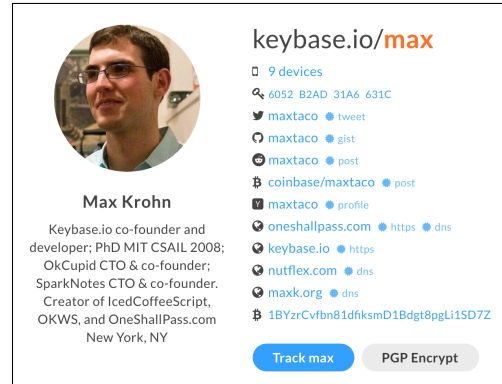 keybase.io/max
9 devices
6052 B2AD 31A6 631C
maxtaco tweet
maxtaco gist
maxtaco post
coinbase/maxtaco post
maxtaco profile
oneshallpass.com https dns
keybase.io https
nutflex.com dns
maxk.org dns
1BYzrCvfbn81dfiksmD1Bdgt8pgLi1SD7Z
Track max PGP Encrypt
Max Krohn
Keybase.io co-founder and
developer; PhD MIT CSAIL 2008;
OkCupid CTO & co-founder;
SparkNotes CTO & co-founder.
Creator of IcedCoffeeScript,
OKWS, and OneShallPass.com
New York, NY